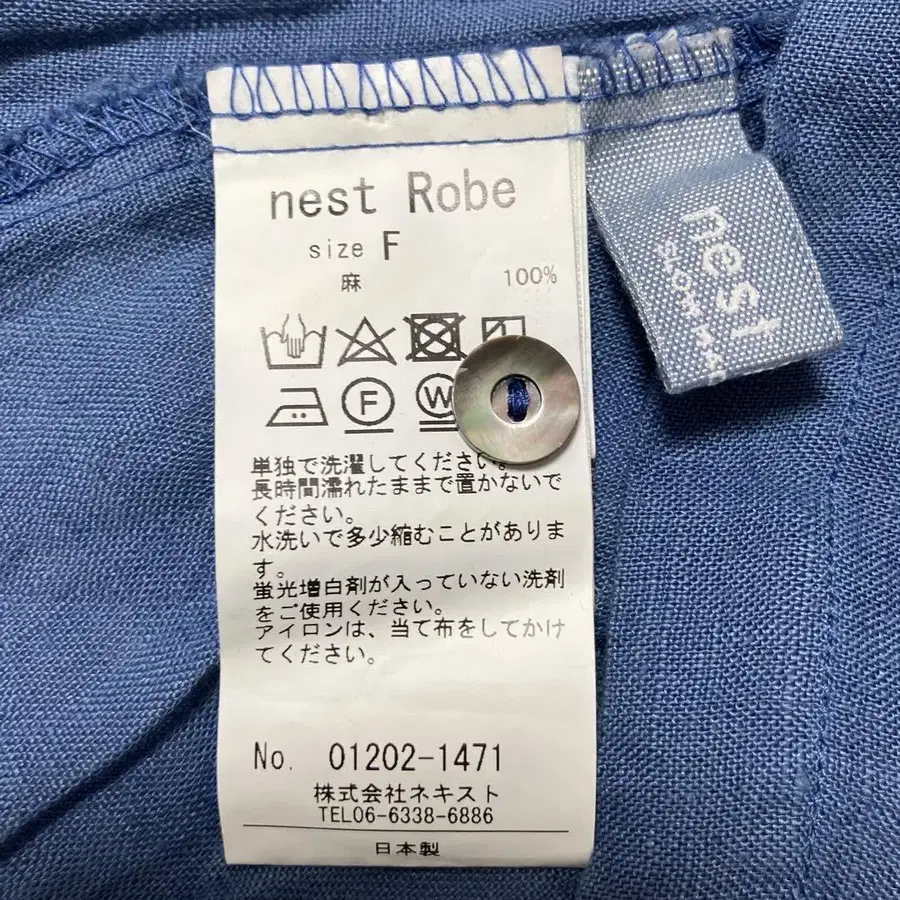 nest Robe
size F
麻 100%
F W
単独で洗濯してください。
長時間濡れたままで置かないで
ください。
水洗いで多少縮むことがありま
す。
蛍光増白剤が入っていない洗剤
をご使用ください。
アイロンは、当て布をしてかけ
てください。
No. 01202-1471
株式会社ネキスト
TEL06-6338-6886
日本製
nest